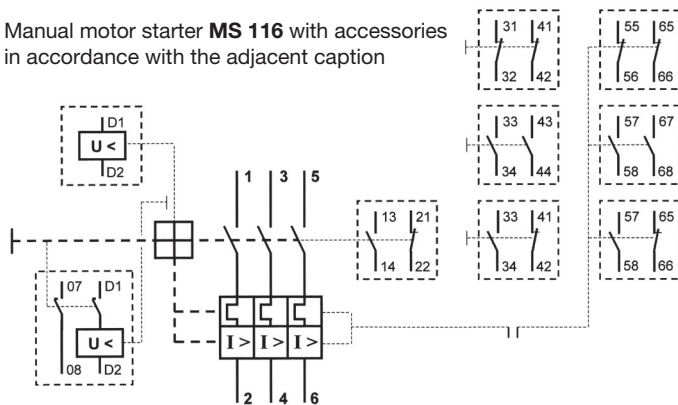 Manual motor starter MS 116 with accessories
in accordance with the adjacent caption
31 41
32 42
55 65
56 66
33 43
34 44
57 67
58 68
33 41
34 42
57 65
58 66
D1
U <
D2
1 3 5
13 21
14 22
07 D1
U <
08 D2
I > I > I >
2 4 6